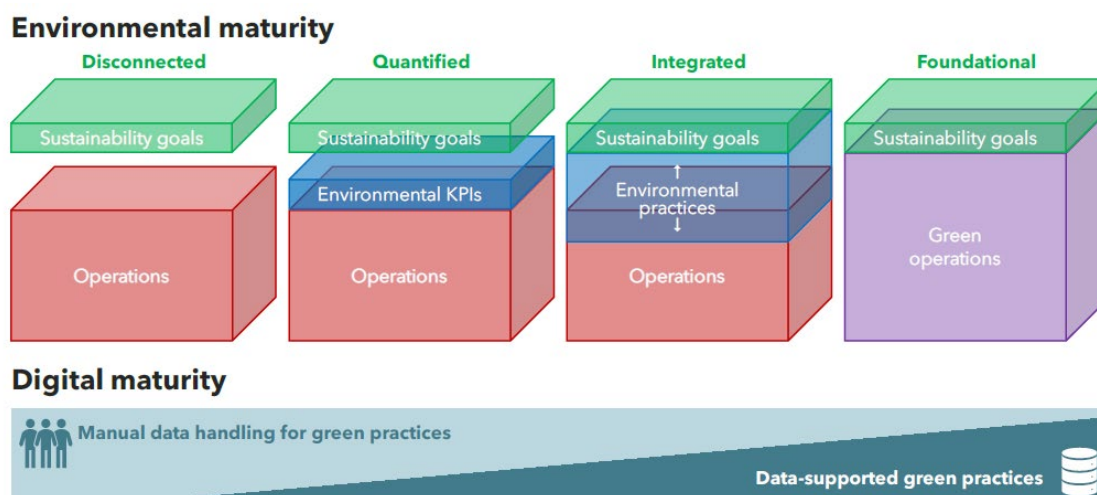 Environmental maturity
Disconnected
Quantified
Integrated
Foundational
Sustainability goals
Operations
Sustainability goals
Environmental KPIs
Operations
Sustainability goals
↑
Environmental
practices
↓
Operations
Sustainability goals
Green
operations
Digital maturity
Manual data handling for green practices
Data-supported green practices